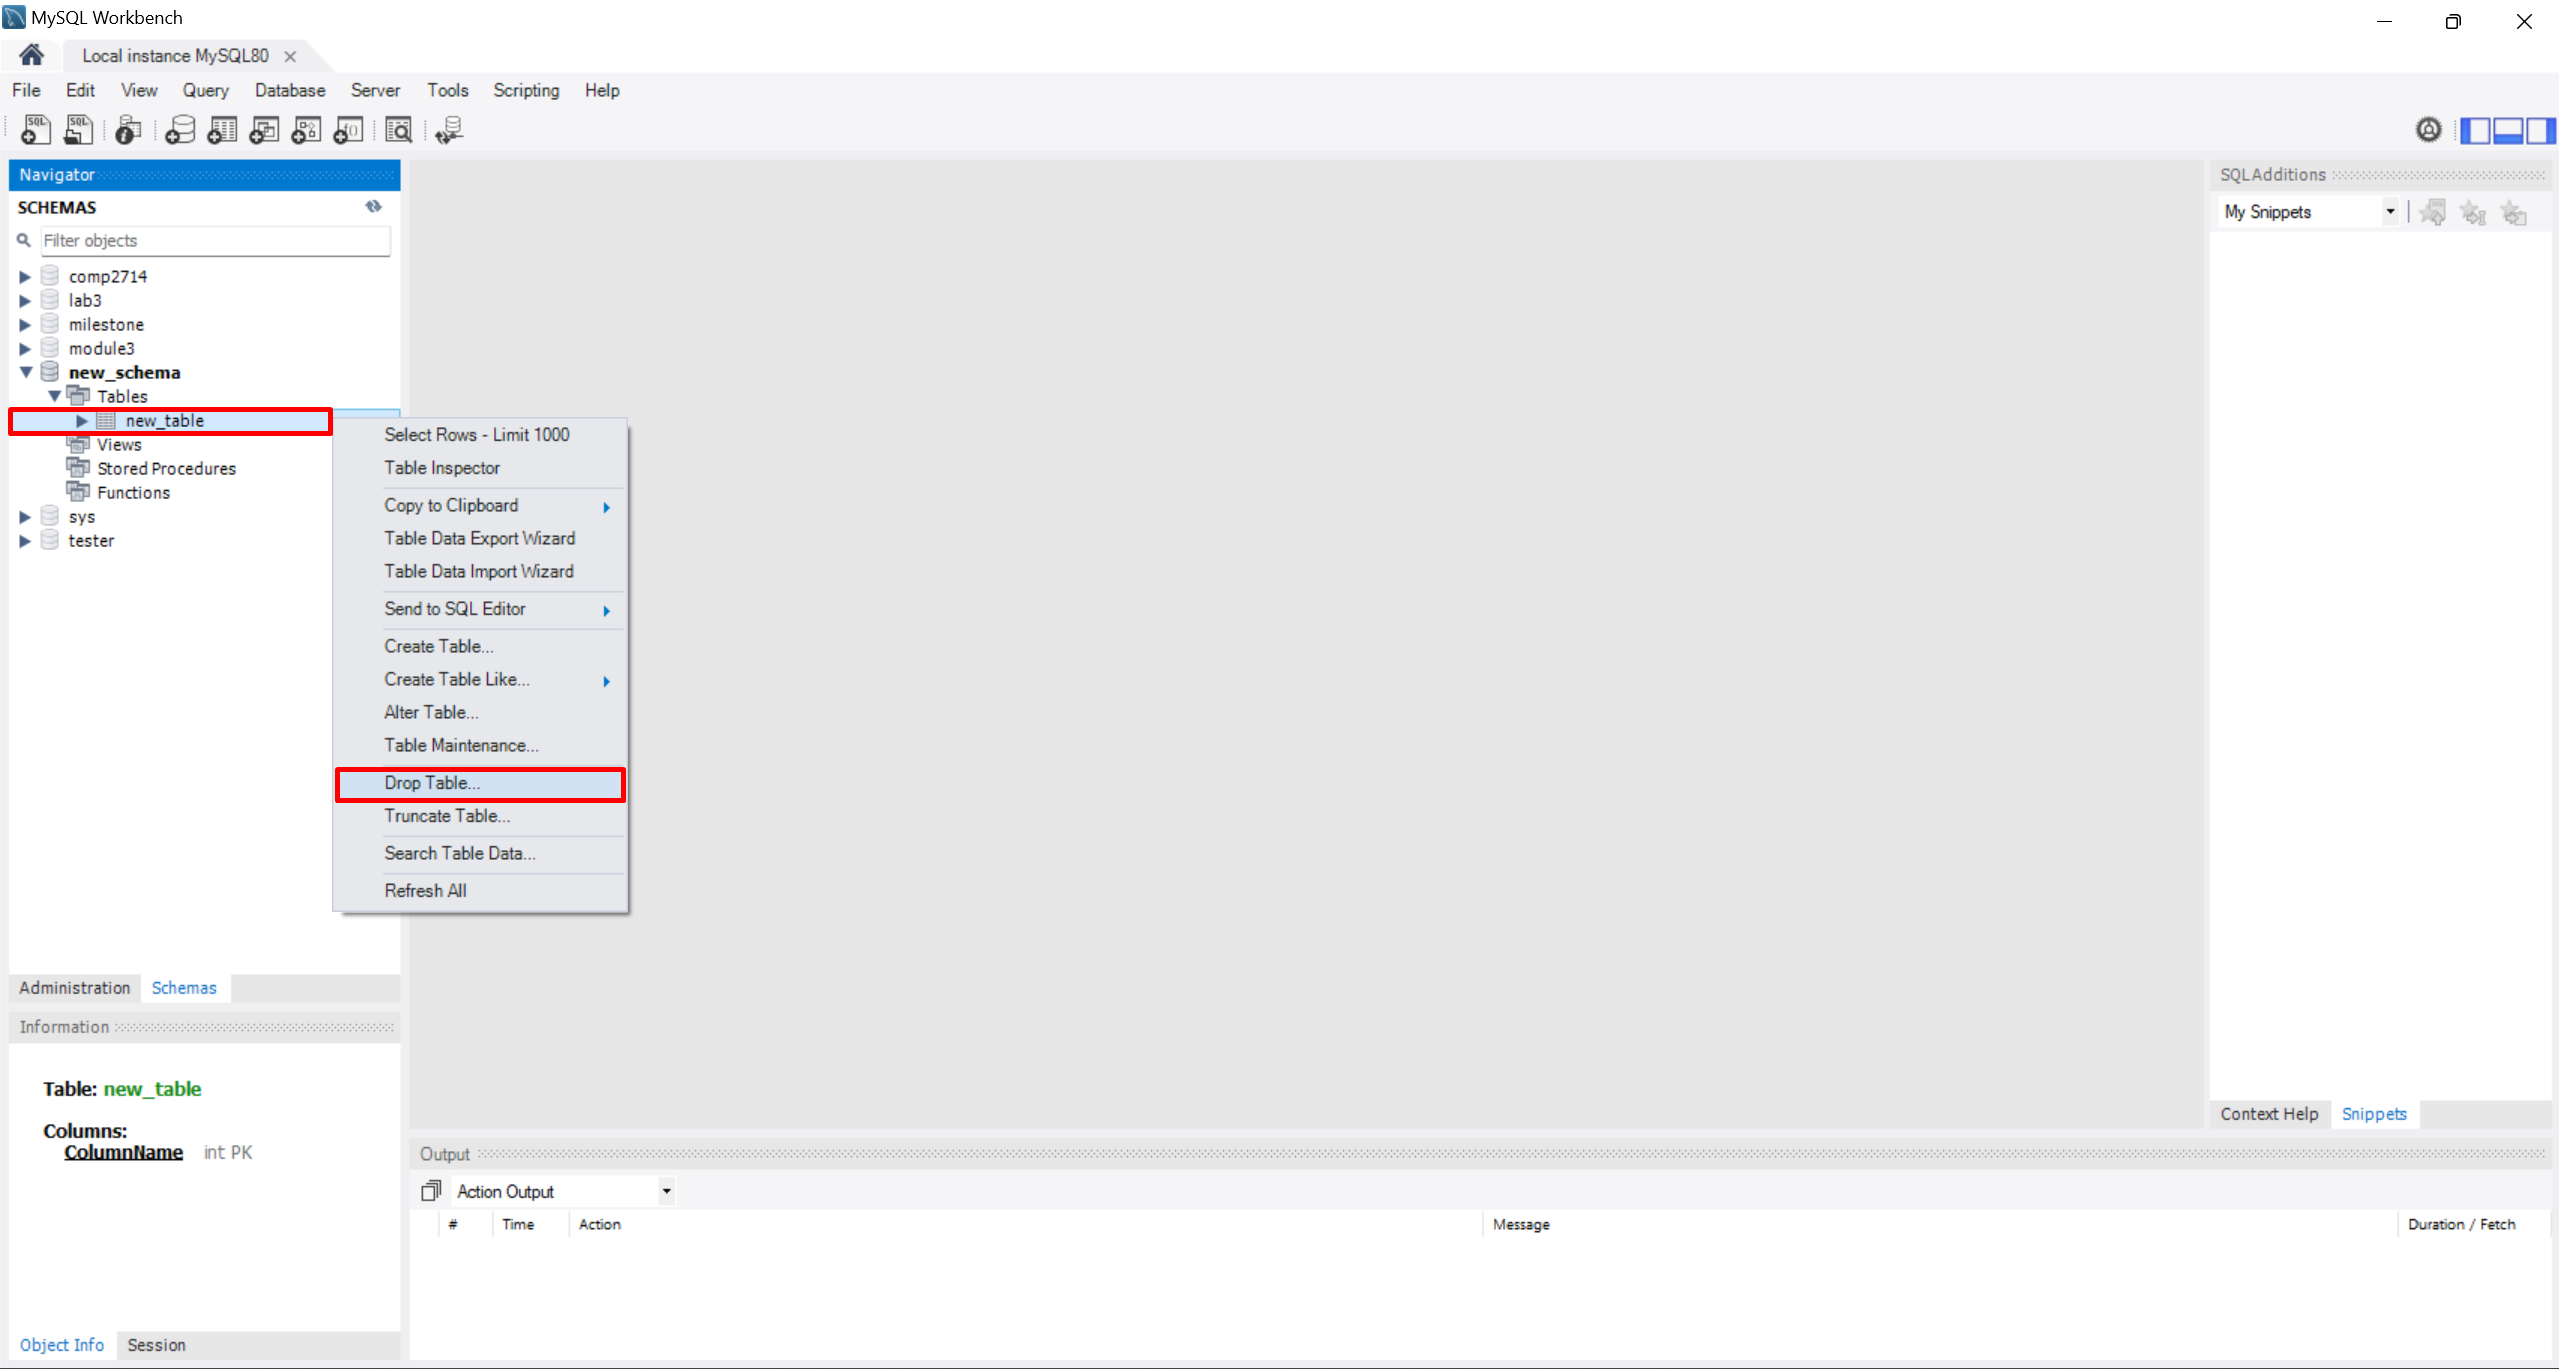 MySQL Workbench
Local instance MySQL80
File Edit View Query Database Server Tools Scripting Help
Navigator
SCHEMAS
Filter objects
comp2714
lab3
milestone
module3
new_schema
Tables
new_table
Views
Stored Procedures
Functions
sys
tester
Select Rows - Limit 1000
Table Inspector
Copy to Clipboard
Table Data Export Wizard
Table Data Import Wizard
Send to SQL Editor
Create Table...
Create Table Like...
Alter Table...
Table Maintenance...
Drop Table...
Truncate Table...
Search Table Data...
Refresh All
Administration Schemas
Information
Table: new_table
Columns:
ColumnName int PK
Object Info Session
SQLAdditions
My Snippets
Context Help Snippets
Output
Action Output
# Time Action Message Duration / Fetch